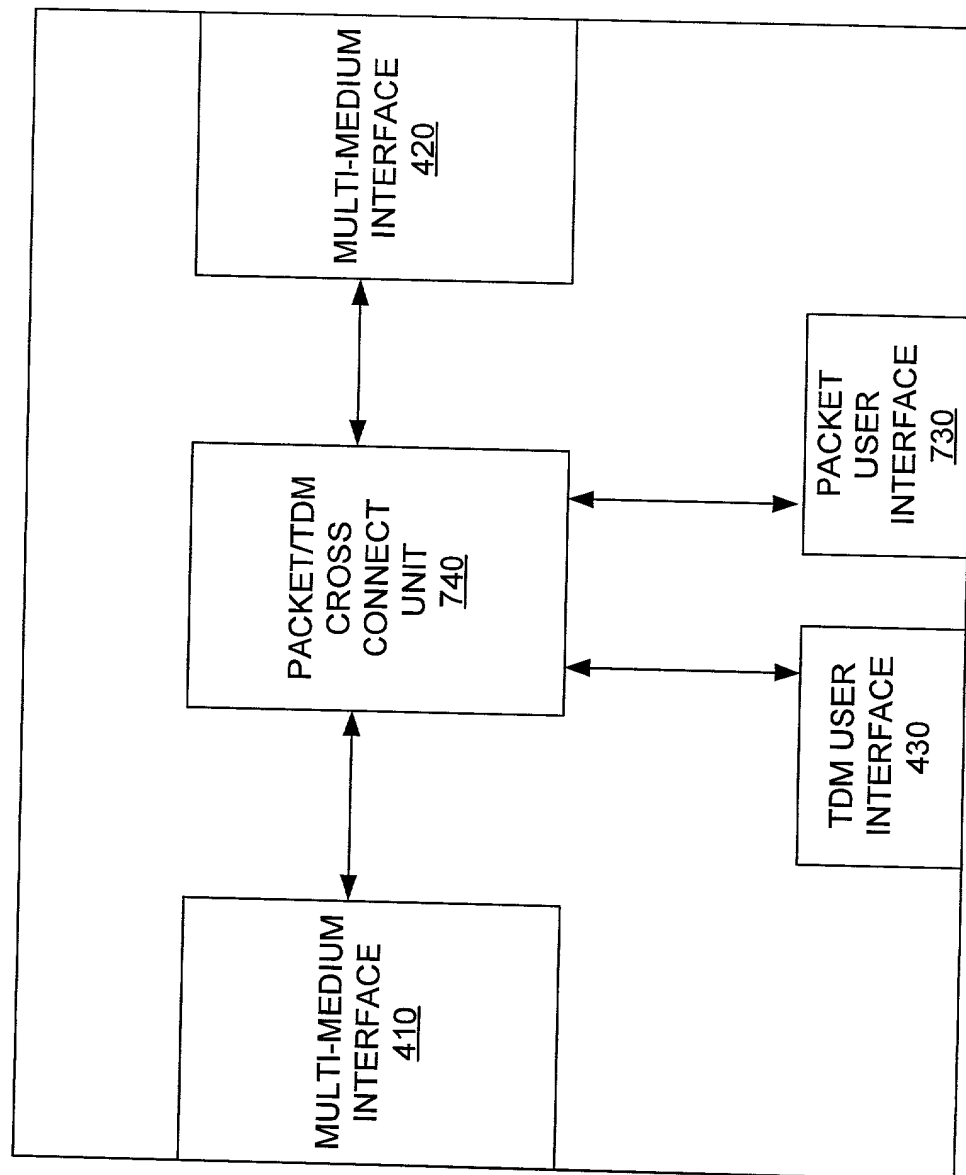 MULTI-MEDIUM
INTERFACE
410
PACKET/TDM
CROSS
CONNECT
UNIT
740
MULTI-MEDIUM
INTERFACE
420
TDM USER
INTERFACE
430
PACKET
USER
INTERFACE
730